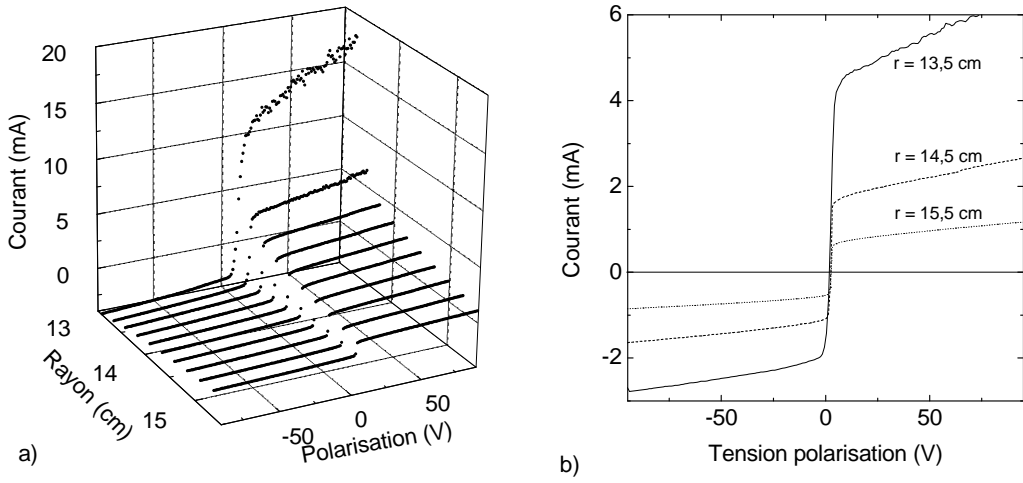 20
15
10
5
0
Courant (mA)
13
14
15
Rayon (cm)
-50
0
50
Polarisation (V)
a)
6
4
2
0
-2
Courant (mA)
r = 13,5 cm
r = 14,5 cm
r = 15,5 cm
-50
0
50
Tension polarisation (V)
b)